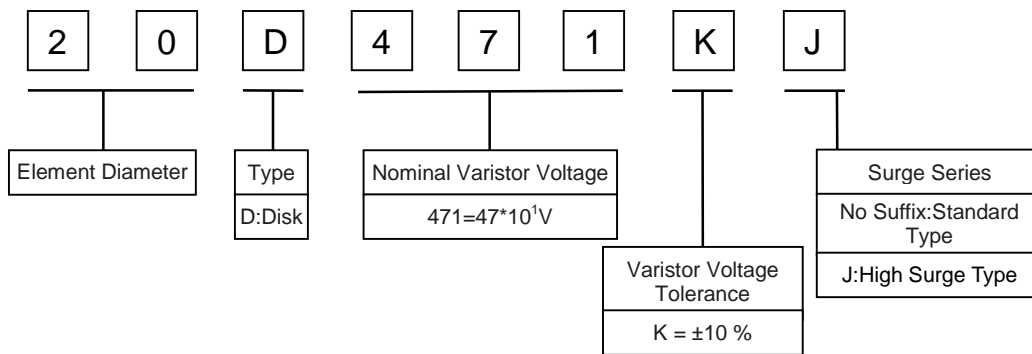 2 0 D 4 7 1 K J
Element Diameter
Type
D:Disk
Nominal Varistor Voltage
471=47*10¹V
Varistor Voltage
Tolerance
K = ±10 %
Surge Series
No Suffix:Standard
Type
J:High Surge Type